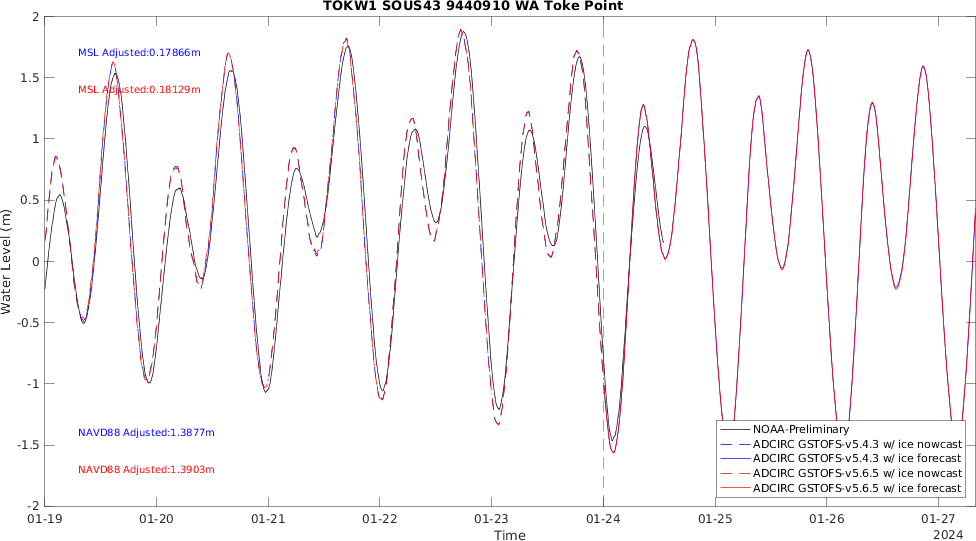 TOKW1 SOUS43 9440910 WA Toke Point
MSL Adjusted:0.17866m
MSL Adjusted:0.18129m
NAVD88 Adjusted:1.3877m
NAVD88 Adjusted:1.3903m
Water Level (m)
2
1.5
1
0.5
0
-0.5
-1
-1.5
-2
NOAA-Preliminary
ADCIRC GSTOFS-v5.4.3 w/ ice nowcast
ADCIRC GSTOFS-v5.4.3 w/ ice forecast
ADCIRC GSTOFS-v5.6.5 w/ ice nowcast
ADCIRC GSTOFS-v5.6.5 w/ ice forecast
01-19 01-20 01-21 01-22 01-23 01-24 01-25 01-26 01-27
Time
2024